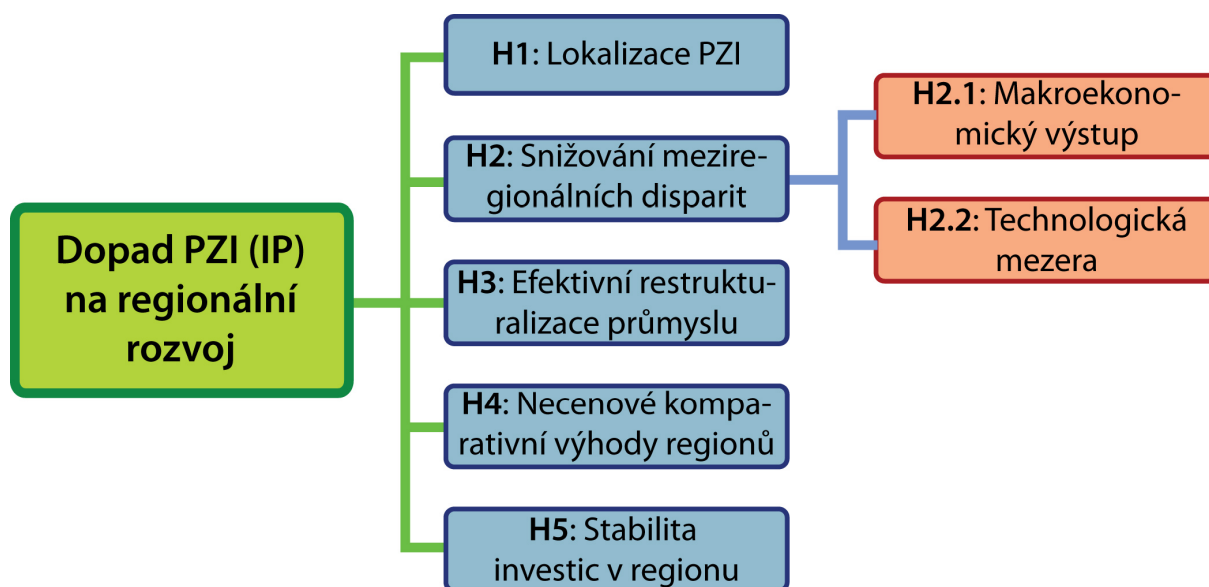 Dopad PZI (IP)
na regionální
rozvoj
H1: Lokalizace PZI
H2: Snižování mezire-
gionálních disparit
H2.1: Makroekono-
mický výstup
H2.2: Technologická
mezera
H3: Efektivní restruktu-
ralizace průmyslu
H4: Necenové kompa-
rativní výhody regionů
H5: Stabilita
investic v regionu